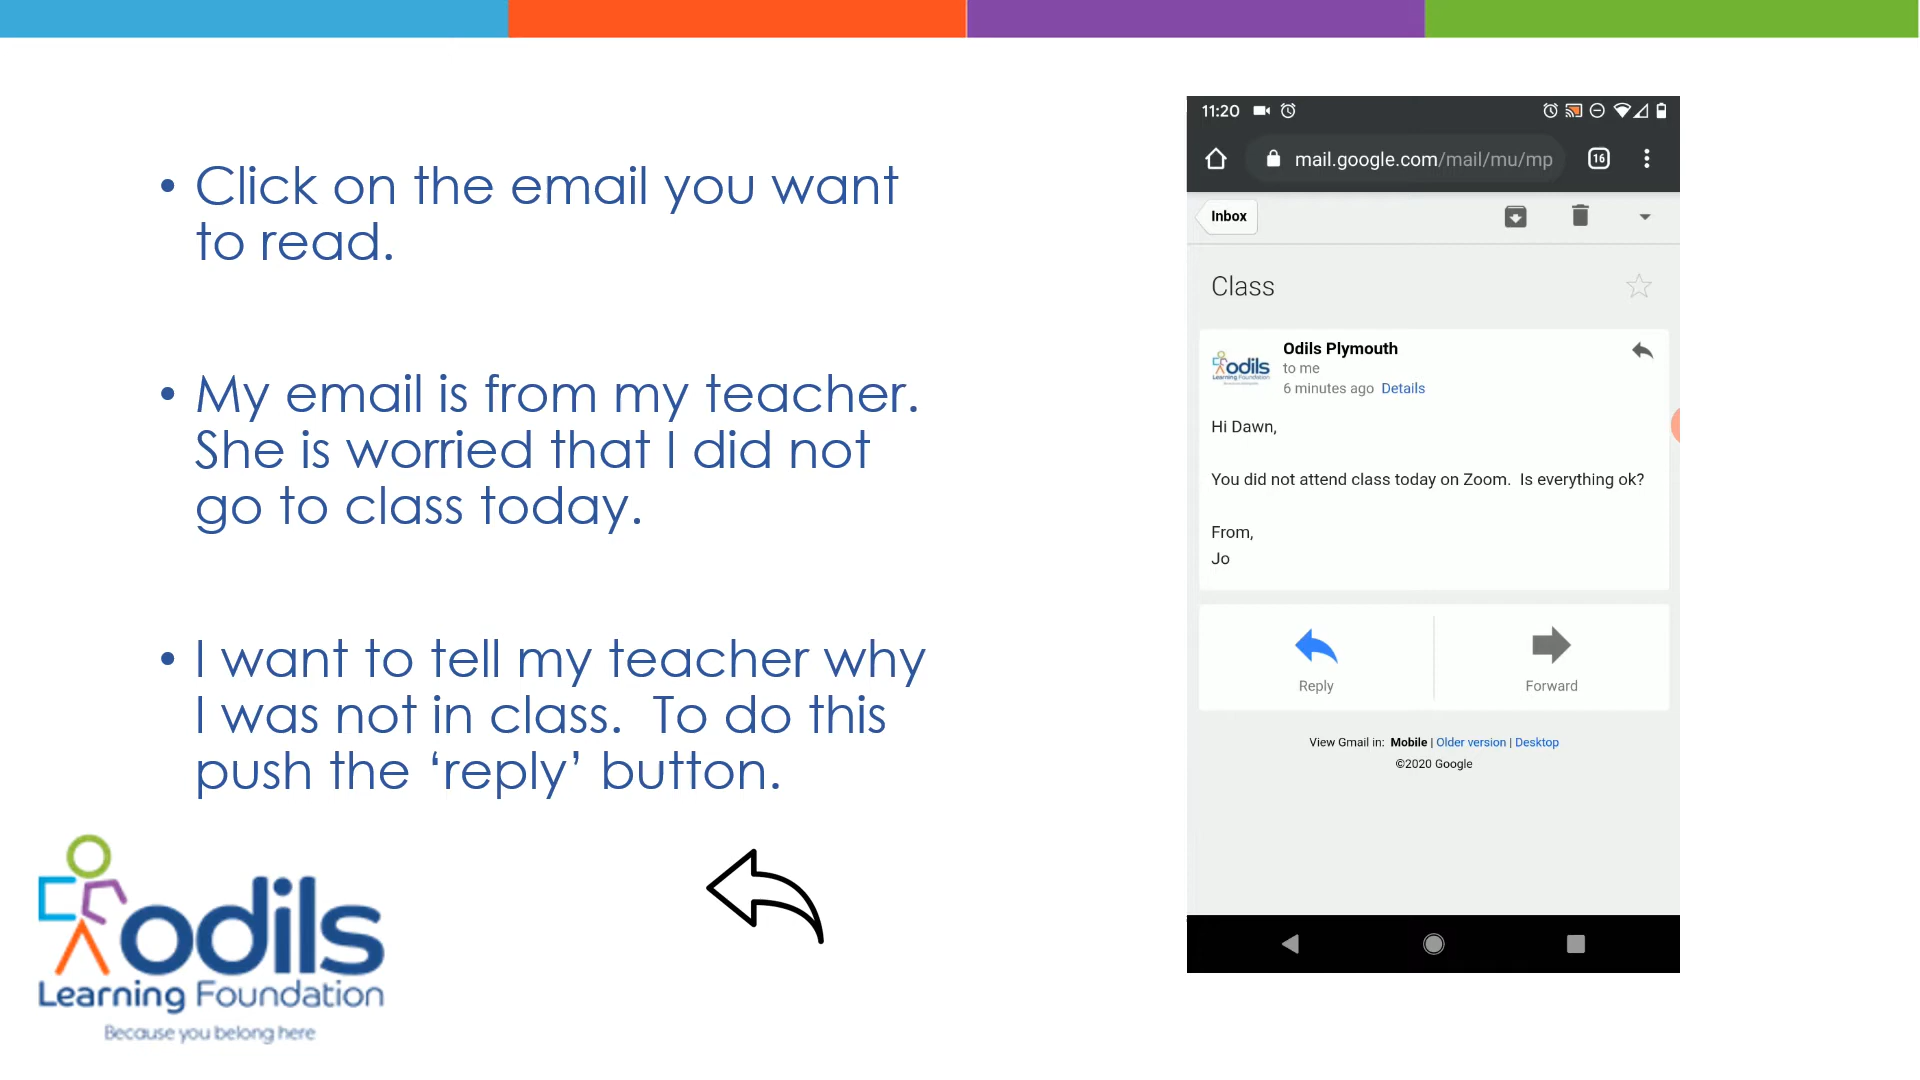 • Click on the email you want
to read.
• My email is from my teacher.
She is worried that I did not
go to class today.
• I want to tell my teacher why
I was not in class.  To do this
push the ‘reply’ button.
odils
Learning Foundation
Because you belong here
11:20
mail.google.com/mail/mu/mp
16
Inbox
Class
odils
Learning Foundation
Odils Plymouth
to me
6 minutes ago Details
Hi Dawn,
You did not attend class today on Zoom.  Is everything ok?
From,
Jo
Reply
Forward
View Gmail in: Mobile | Older version | Desktop
©2020 Google